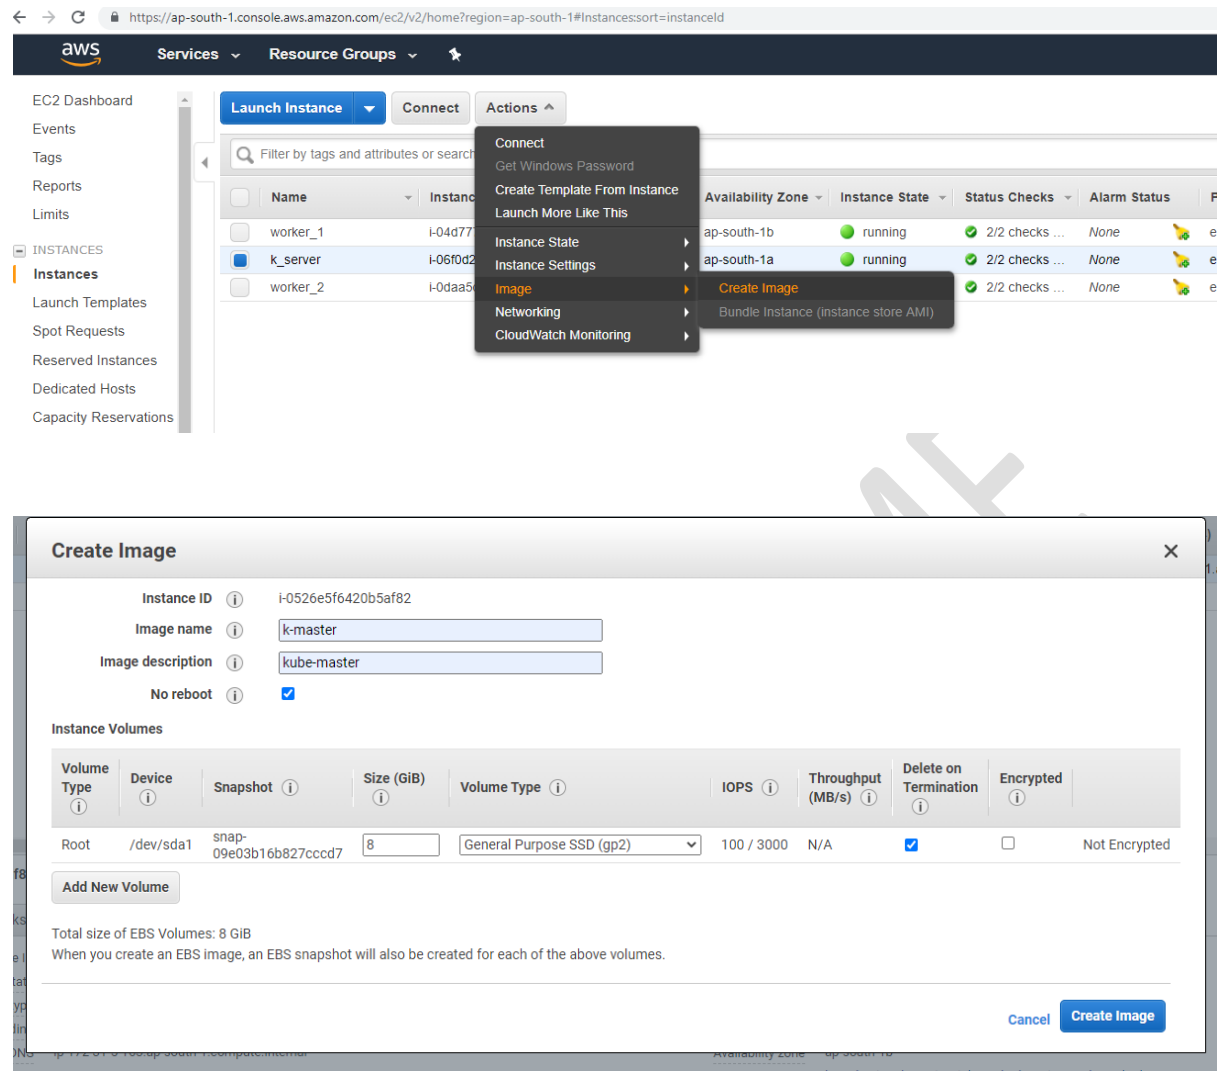 https://ap-south-1.console.aws.amazon.com/ec2/v2/home?region=ap-south-1#Instances:sort=instanceId
aws Services Resource Groups
EC2 Dashboard
Events
Tags
Reports
Limits
INSTANCES
Instances
Launch Templates
Spot Requests
Reserved Instances
Dedicated Hosts
Capacity Reservations
Launch Instance Connect Actions
Filter by tags and attributes or search
Connect
Get Windows Password
Create Template From Instance
Launch More Like This
Instance State
Instance Settings
Image
Networking
CloudWatch Monitoring
Create Image
Bundle Instance (instance store AMI)
Name Instanc Availability Zone Instance State Status Checks Alarm Status
worker_1 i-04d77 ap-south-1b running 2/2 checks ... None
k_server i-06f0d2 ap-south-1a running 2/2 checks ... None
worker_2 i-0daa5 2/2 checks ... None
Create Image
Instance ID i-0526e5f6420b5af82
Image name k-master
Image description kube-master
No reboot
Instance Volumes
Volume Type Device Snapshot Size (GiB) Volume Type IOPS Throughput (MB/s) Delete on Termination Encrypted
Root /dev/sda1 snap-09e03b16b827cccd7 8 General Purpose SSD (gp2) 100 / 3000 N/A Not Encrypted
Add New Volume
Total size of EBS Volumes: 8 GiB
When you create an EBS image, an EBS snapshot will also be created for each of the above volumes.
Cancel Create Image